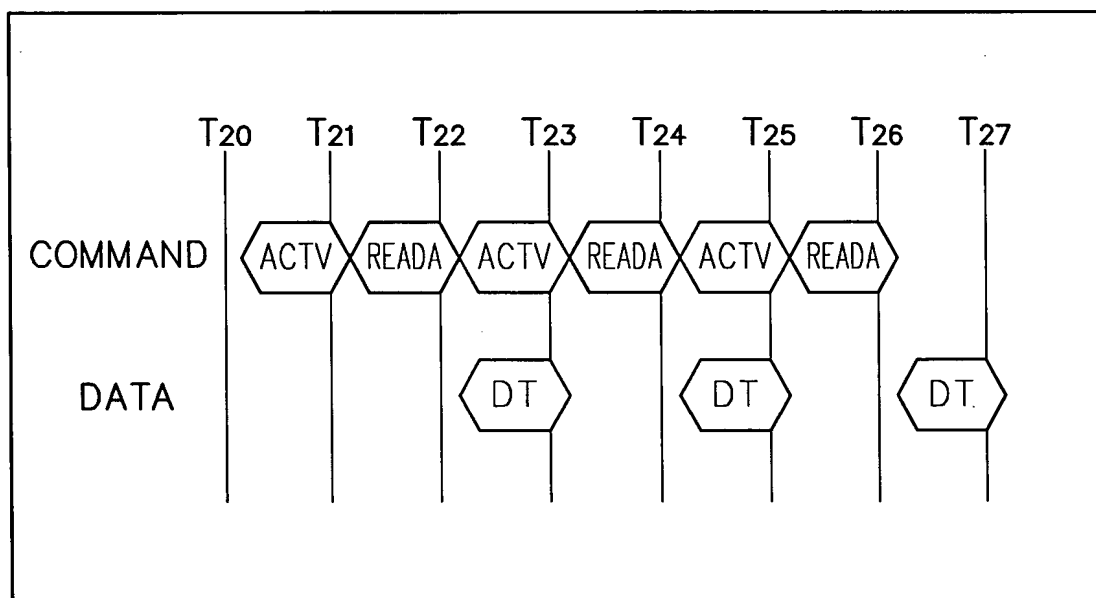 T20 T21 T22 T23 T24 T25 T26 T27
COMMAND ACTV READA ACTV READA ACTV READA
DATA DT DT DT